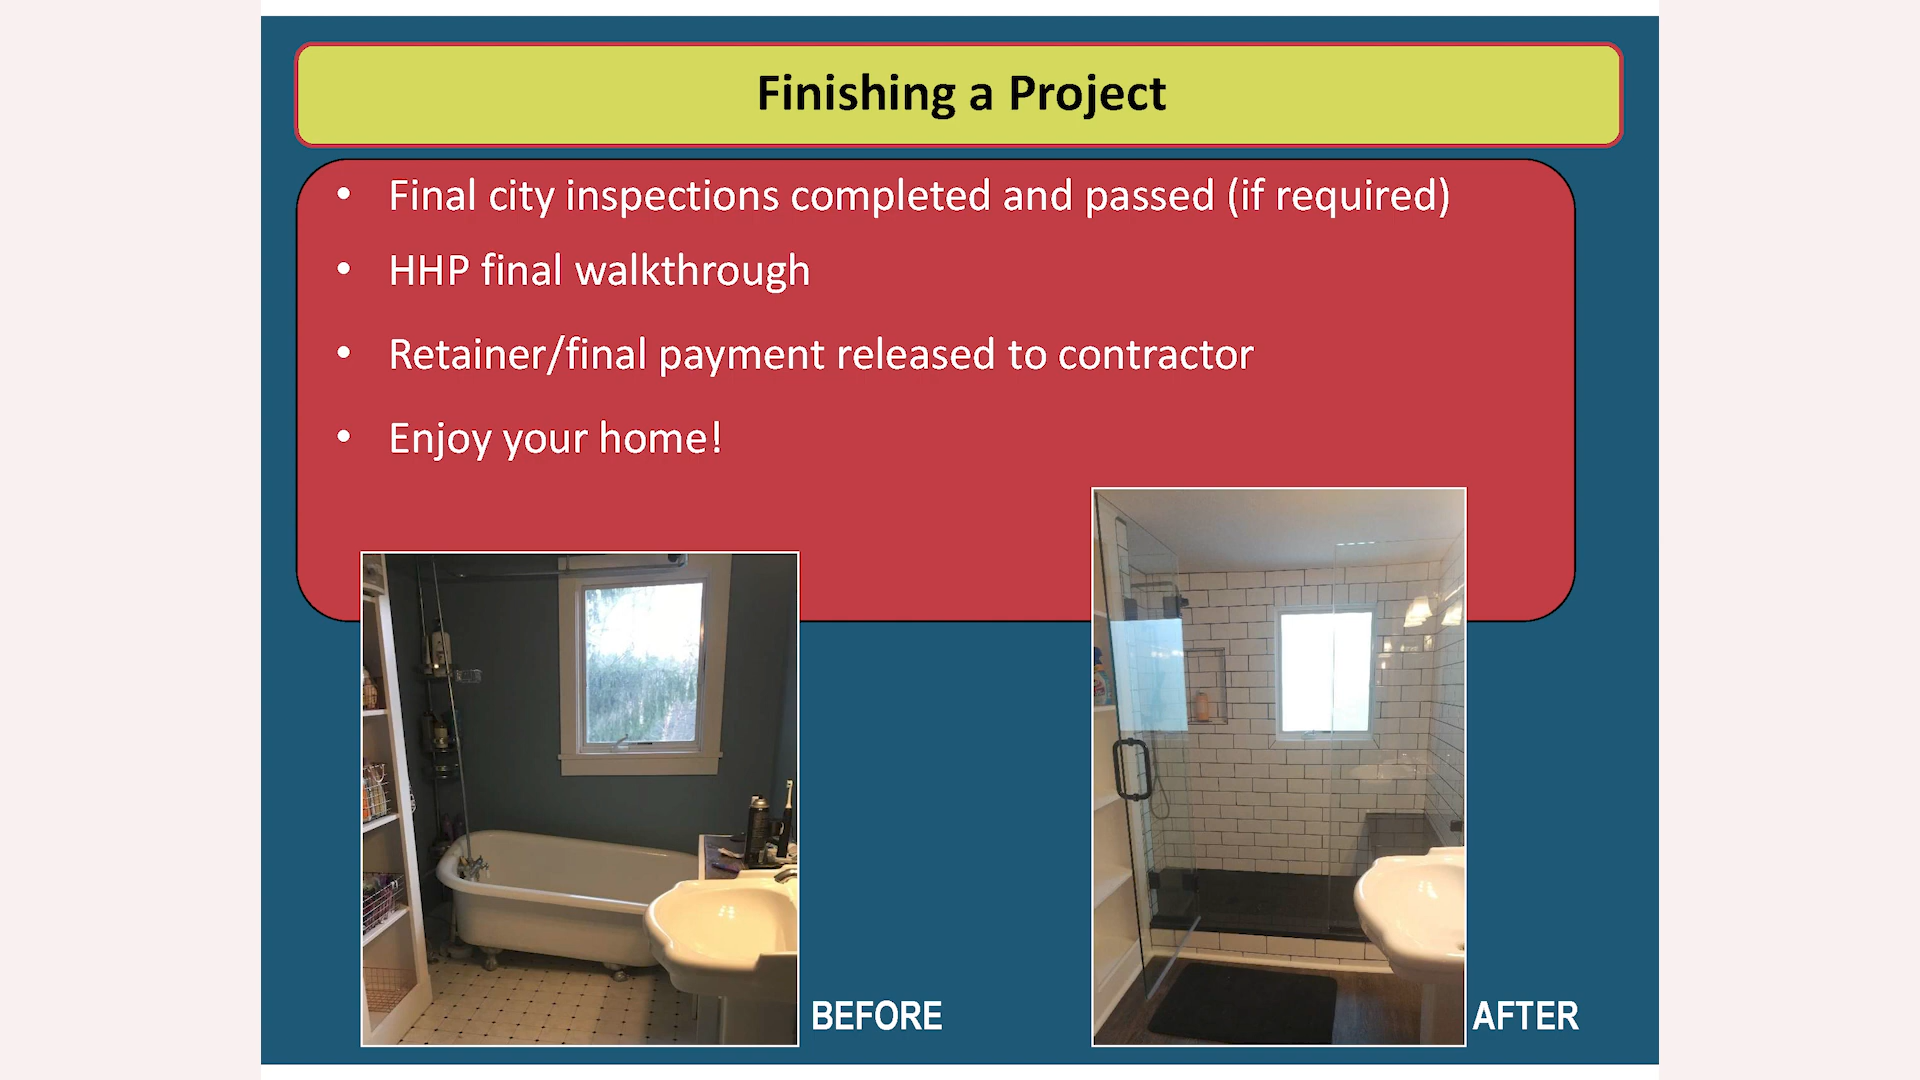 Finishing a Project
• Final city inspections completed and passed (if required)
• HHP final walkthrough
• Retainer/final payment released to contractor
• Enjoy your home!
BEFORE
AFTER